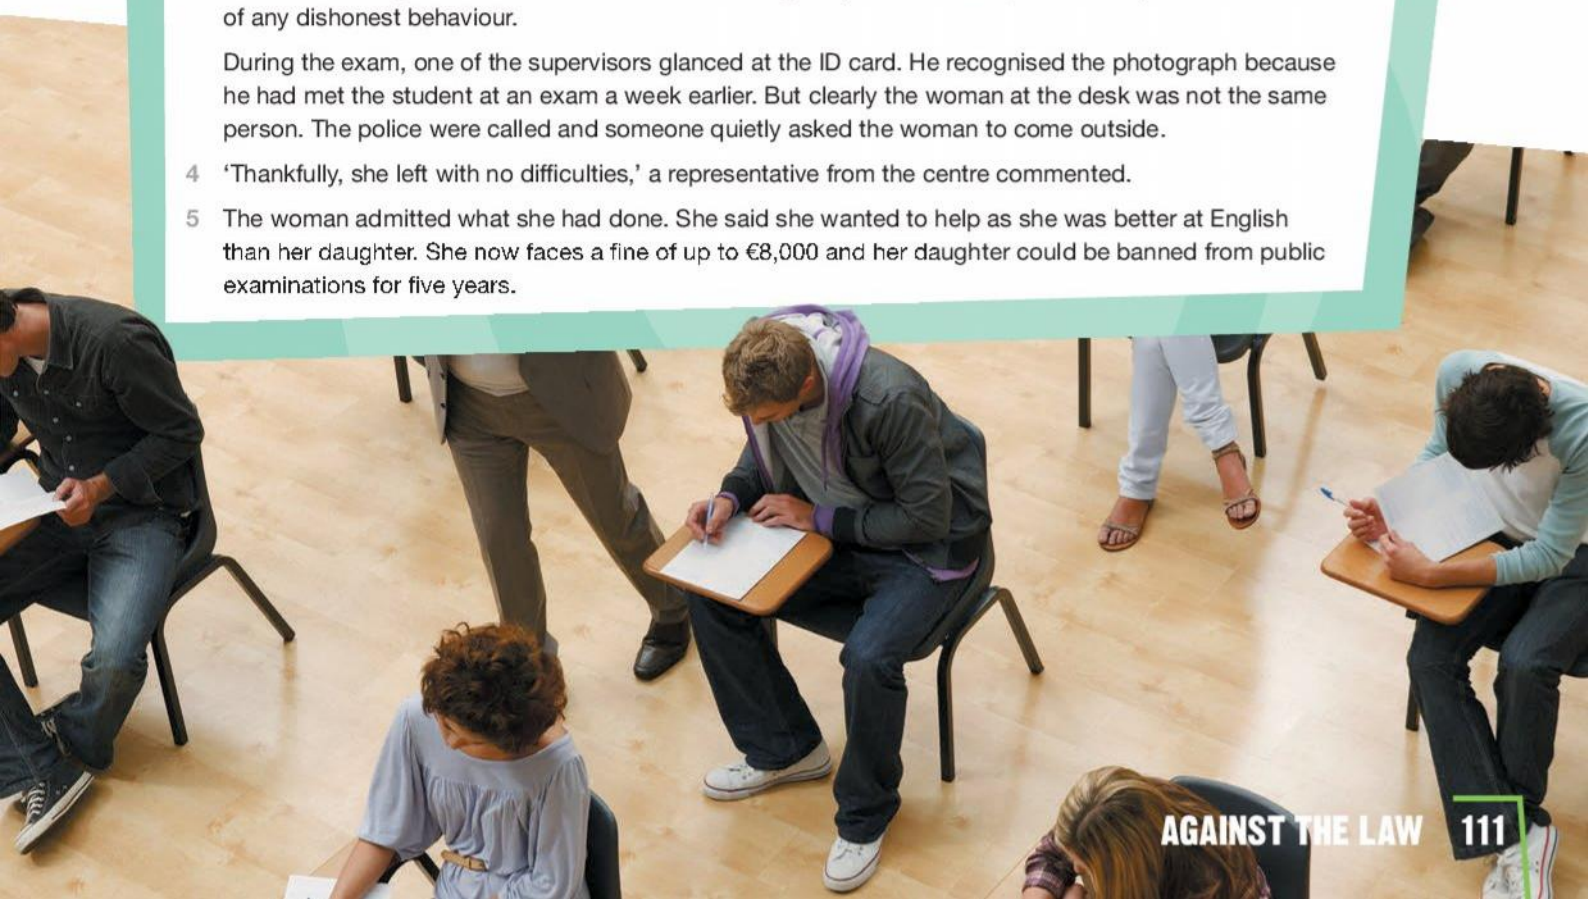 of any dishonest behaviour.
During the exam, one of the supervisors glanced at the ID card. He recognised the photograph because
he had met the student at an exam a week earlier. But clearly the woman at the desk was not the same
person. The police were called and someone quietly asked the woman to come outside.
4 ‘Thankfully, she left with no difficulties,’ a representative from the centre commented.
5 The woman admitted what she had done. She said she wanted to help as she was better at English
than her daughter. She now faces a fine of up to €8,000 and her daughter could be banned from public
examinations for five years.
AGAINST THE LAW 111